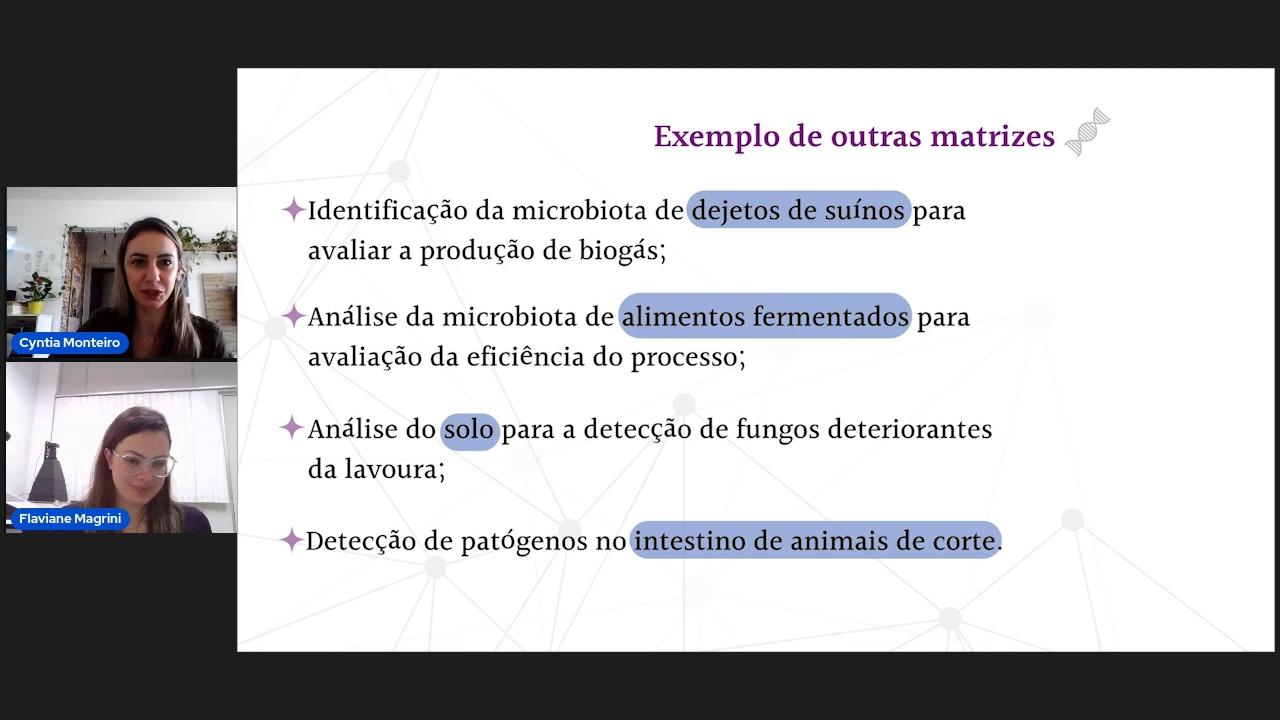 Exemplo de outras matrizes
Identificação da microbiota de dejetos de suínos para
avaliar a produção de biogás;
Análise da microbiota de alimentos fermentados para
avaliação da eficiência do processo;
Análise do solo para a detecção de fungos deteriorantes
da lavoura;
Detecção de patógenos no intestino de animais de corte.
Cyntia Monteiro
Flaviane Magrini